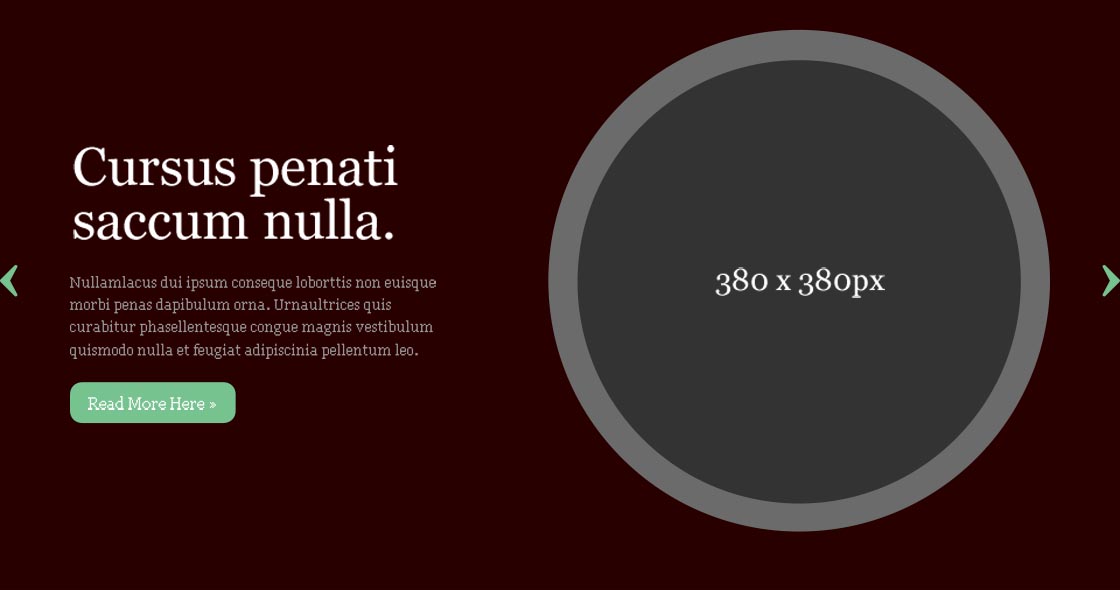 Cursus penati
saccum nulla.
Nullamlacus dui ipsum conseque loborttis non euisque
morbi penas dapibulum orna. Urnaultrices quis
curabitur phasellentesque congue magnis vestibulum
quismodo nulla et feugiat adipiscinia pellentum leo.
Read More Here »
380 x 380px